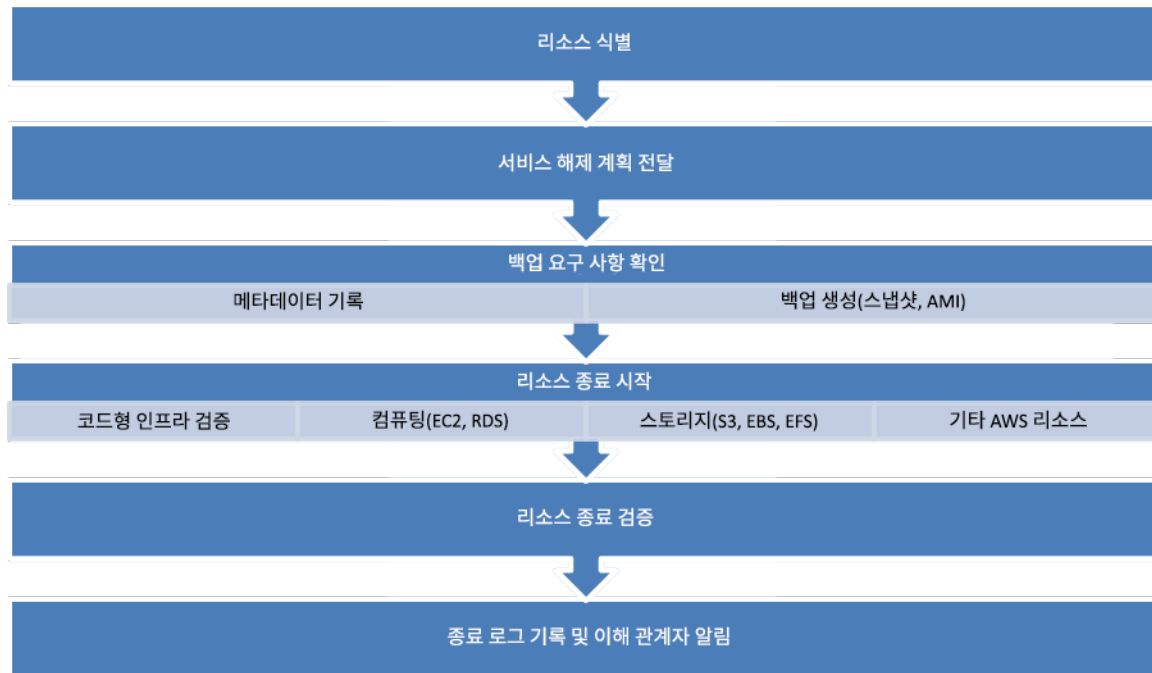 리소스 식별
서비스 해제 계획 전달
백업 요구 사항 확인
메타데이터 기록
백업 생성(스냅샷, AMI)
리소스 종료 시작
코드형 인프라 검증
컴퓨팅(EC2, RDS)
스토리지(S3, EBS, EFS)
기타 AWS 리소스
리소스 종료 검증
종료 로그 기록 및 이해 관계자 알림